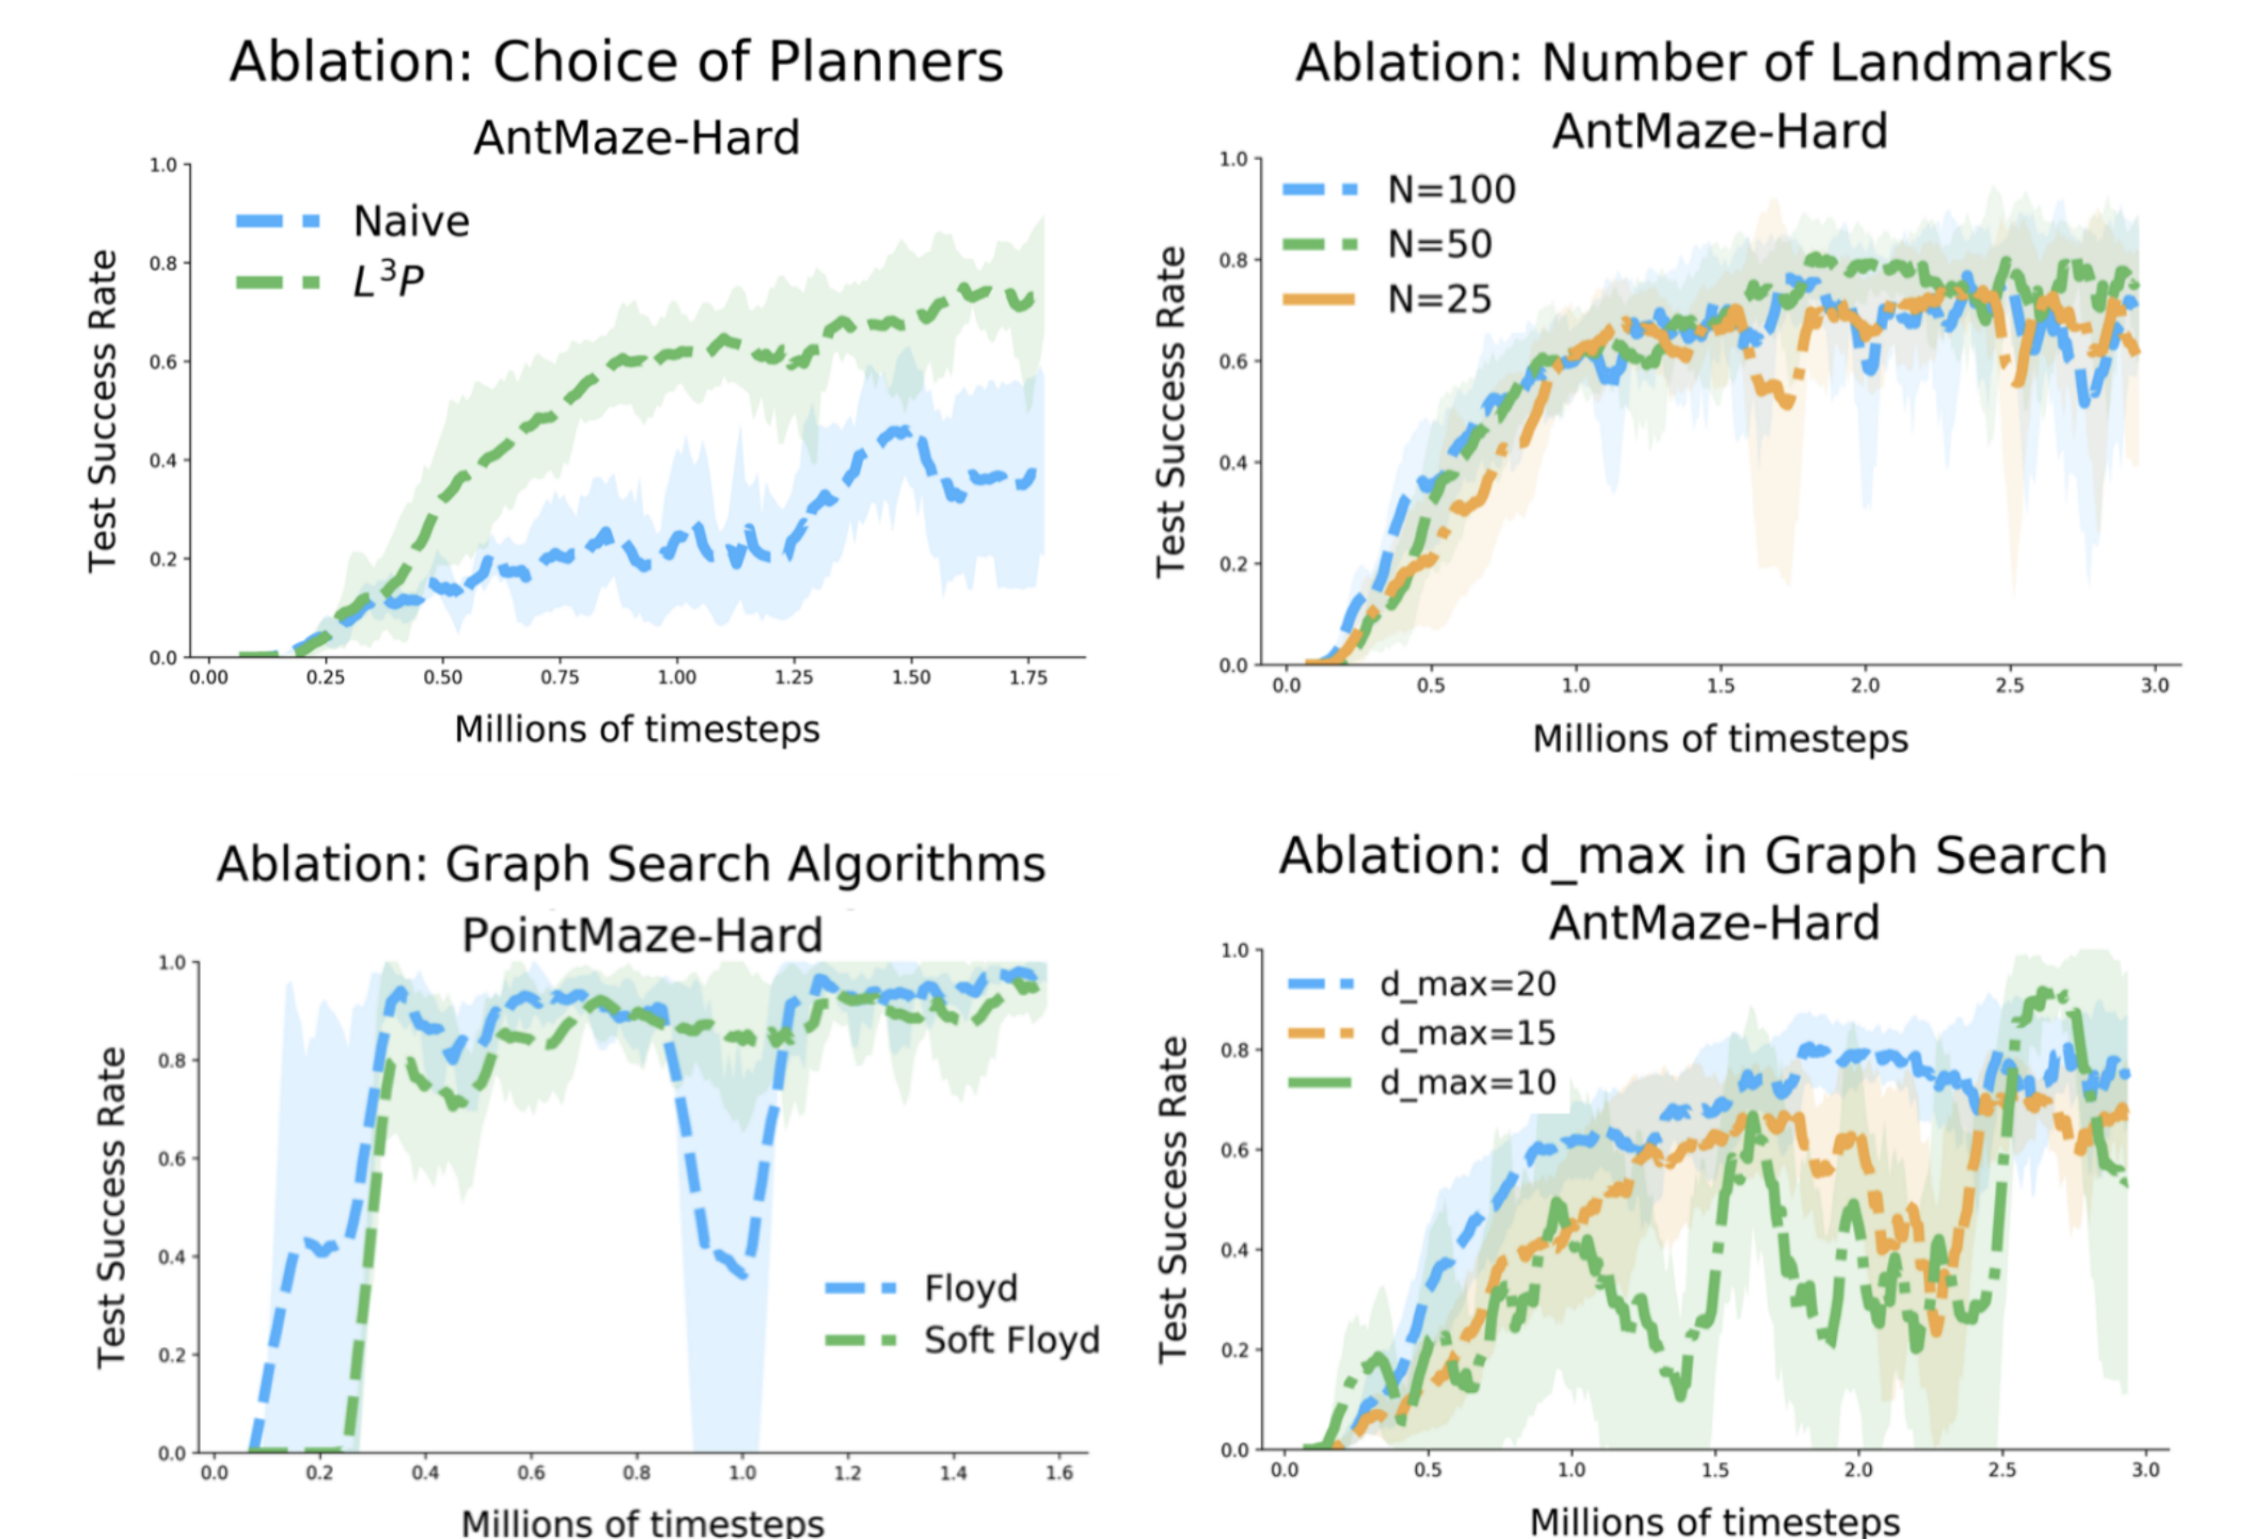 Ablation: Choice of Planners
AntMaze-Hard
1.0
0.8
0.6
0.4
0.2
0.0
Test Success Rate
Naive
L³P
0.00 0.25 0.50 0.75 1.00 1.25 1.50 1.75
Millions of timesteps
Ablation: Number of Landmarks
AntMaze-Hard
1.0
0.8
0.6
0.4
0.2
0.0
Test Success Rate
N=100
N=50
N=25
0.0 0.5 1.0 1.5 2.0 2.5 3.0
Millions of timesteps
Ablation: Graph Search Algorithms
PointMaze-Hard
1.0
0.8
0.6
0.4
0.2
0.0
Test Success Rate
Floyd
Soft Floyd
0.0 0.2 0.4 0.6 0.8 1.0 1.2 1.4 1.6
Millions of timesteps
Ablation: d_max in Graph Search
AntMaze-Hard
1.0
0.8
0.6
0.4
0.2
0.0
Test Success Rate
d_max=20
d_max=15
d_max=10
0.0 0.5 1.0 1.5 2.0 2.5 3.0
Millions of timesteps